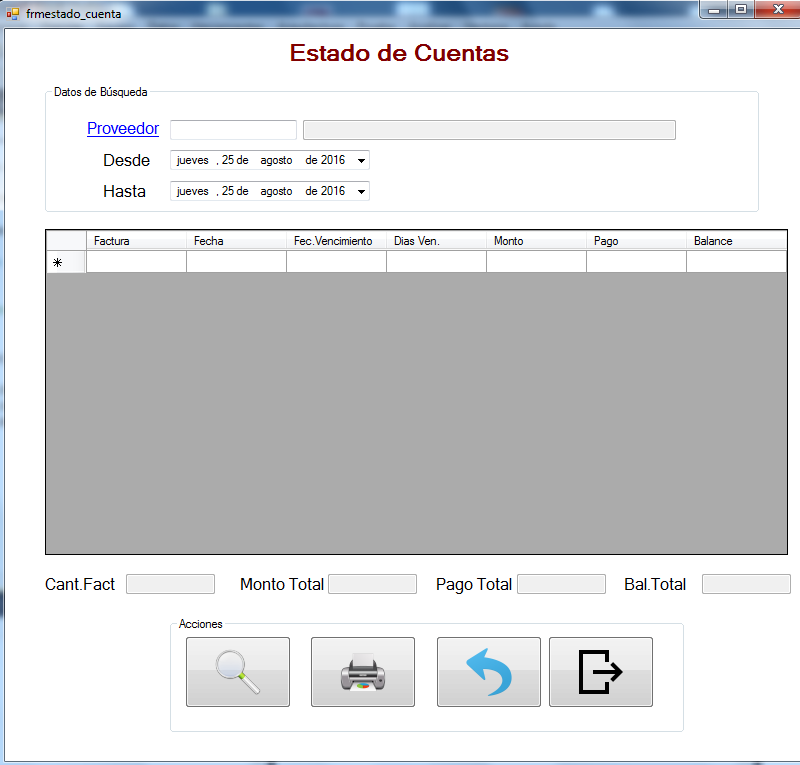 frmestado_cuenta
Estado de Cuentas
Datos de Búsqueda
Proveedor
Desde jueves , 25 de agosto de 2016
Hasta jueves , 25 de agosto de 2016
Factura Fecha Fec.Vencimiento Dias Ven. Monto Pago Balance
Cant.Fact Monto Total Pago Total Bal.Total
Acciones